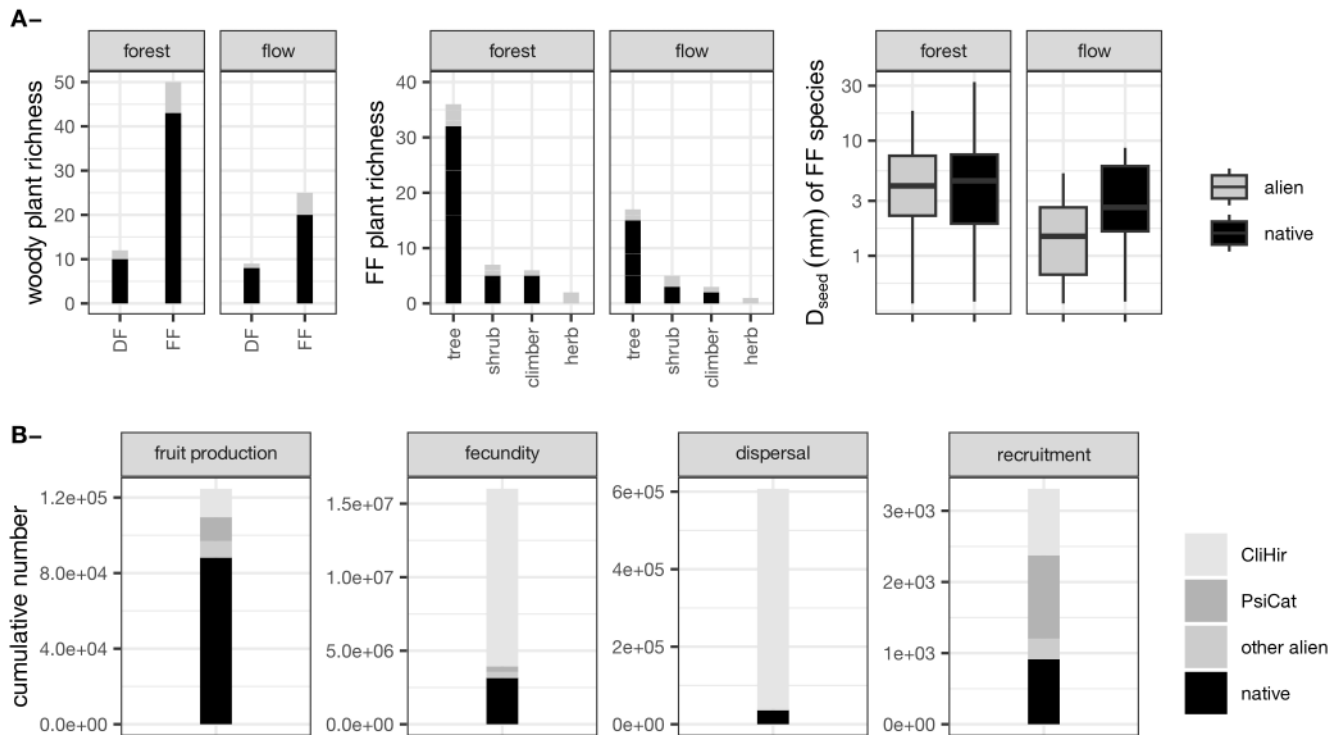 A–
forest
flow
woody plant richness
50
40
30
20
10
0
DF
FF
DF
FF
forest
flow
FF plant richness
40
30
20
10
0
tree
shrub
climber
herb
tree
shrub
climber
herb
forest
flow
Dseed (mm) of FF species
30
10
3
1
alien
native
B–
fruit production
cumulative number
1.2e+05
8.0e+04
4.0e+04
0.0e+00
fecundity
1.5e+07
1.0e+07
5.0e+06
0.0e+00
dispersal
6e+05
4e+05
2e+05
0e+00
recruitment
3e+03
2e+03
1e+03
0e+00
CliHir
PsiCat
other alien
native